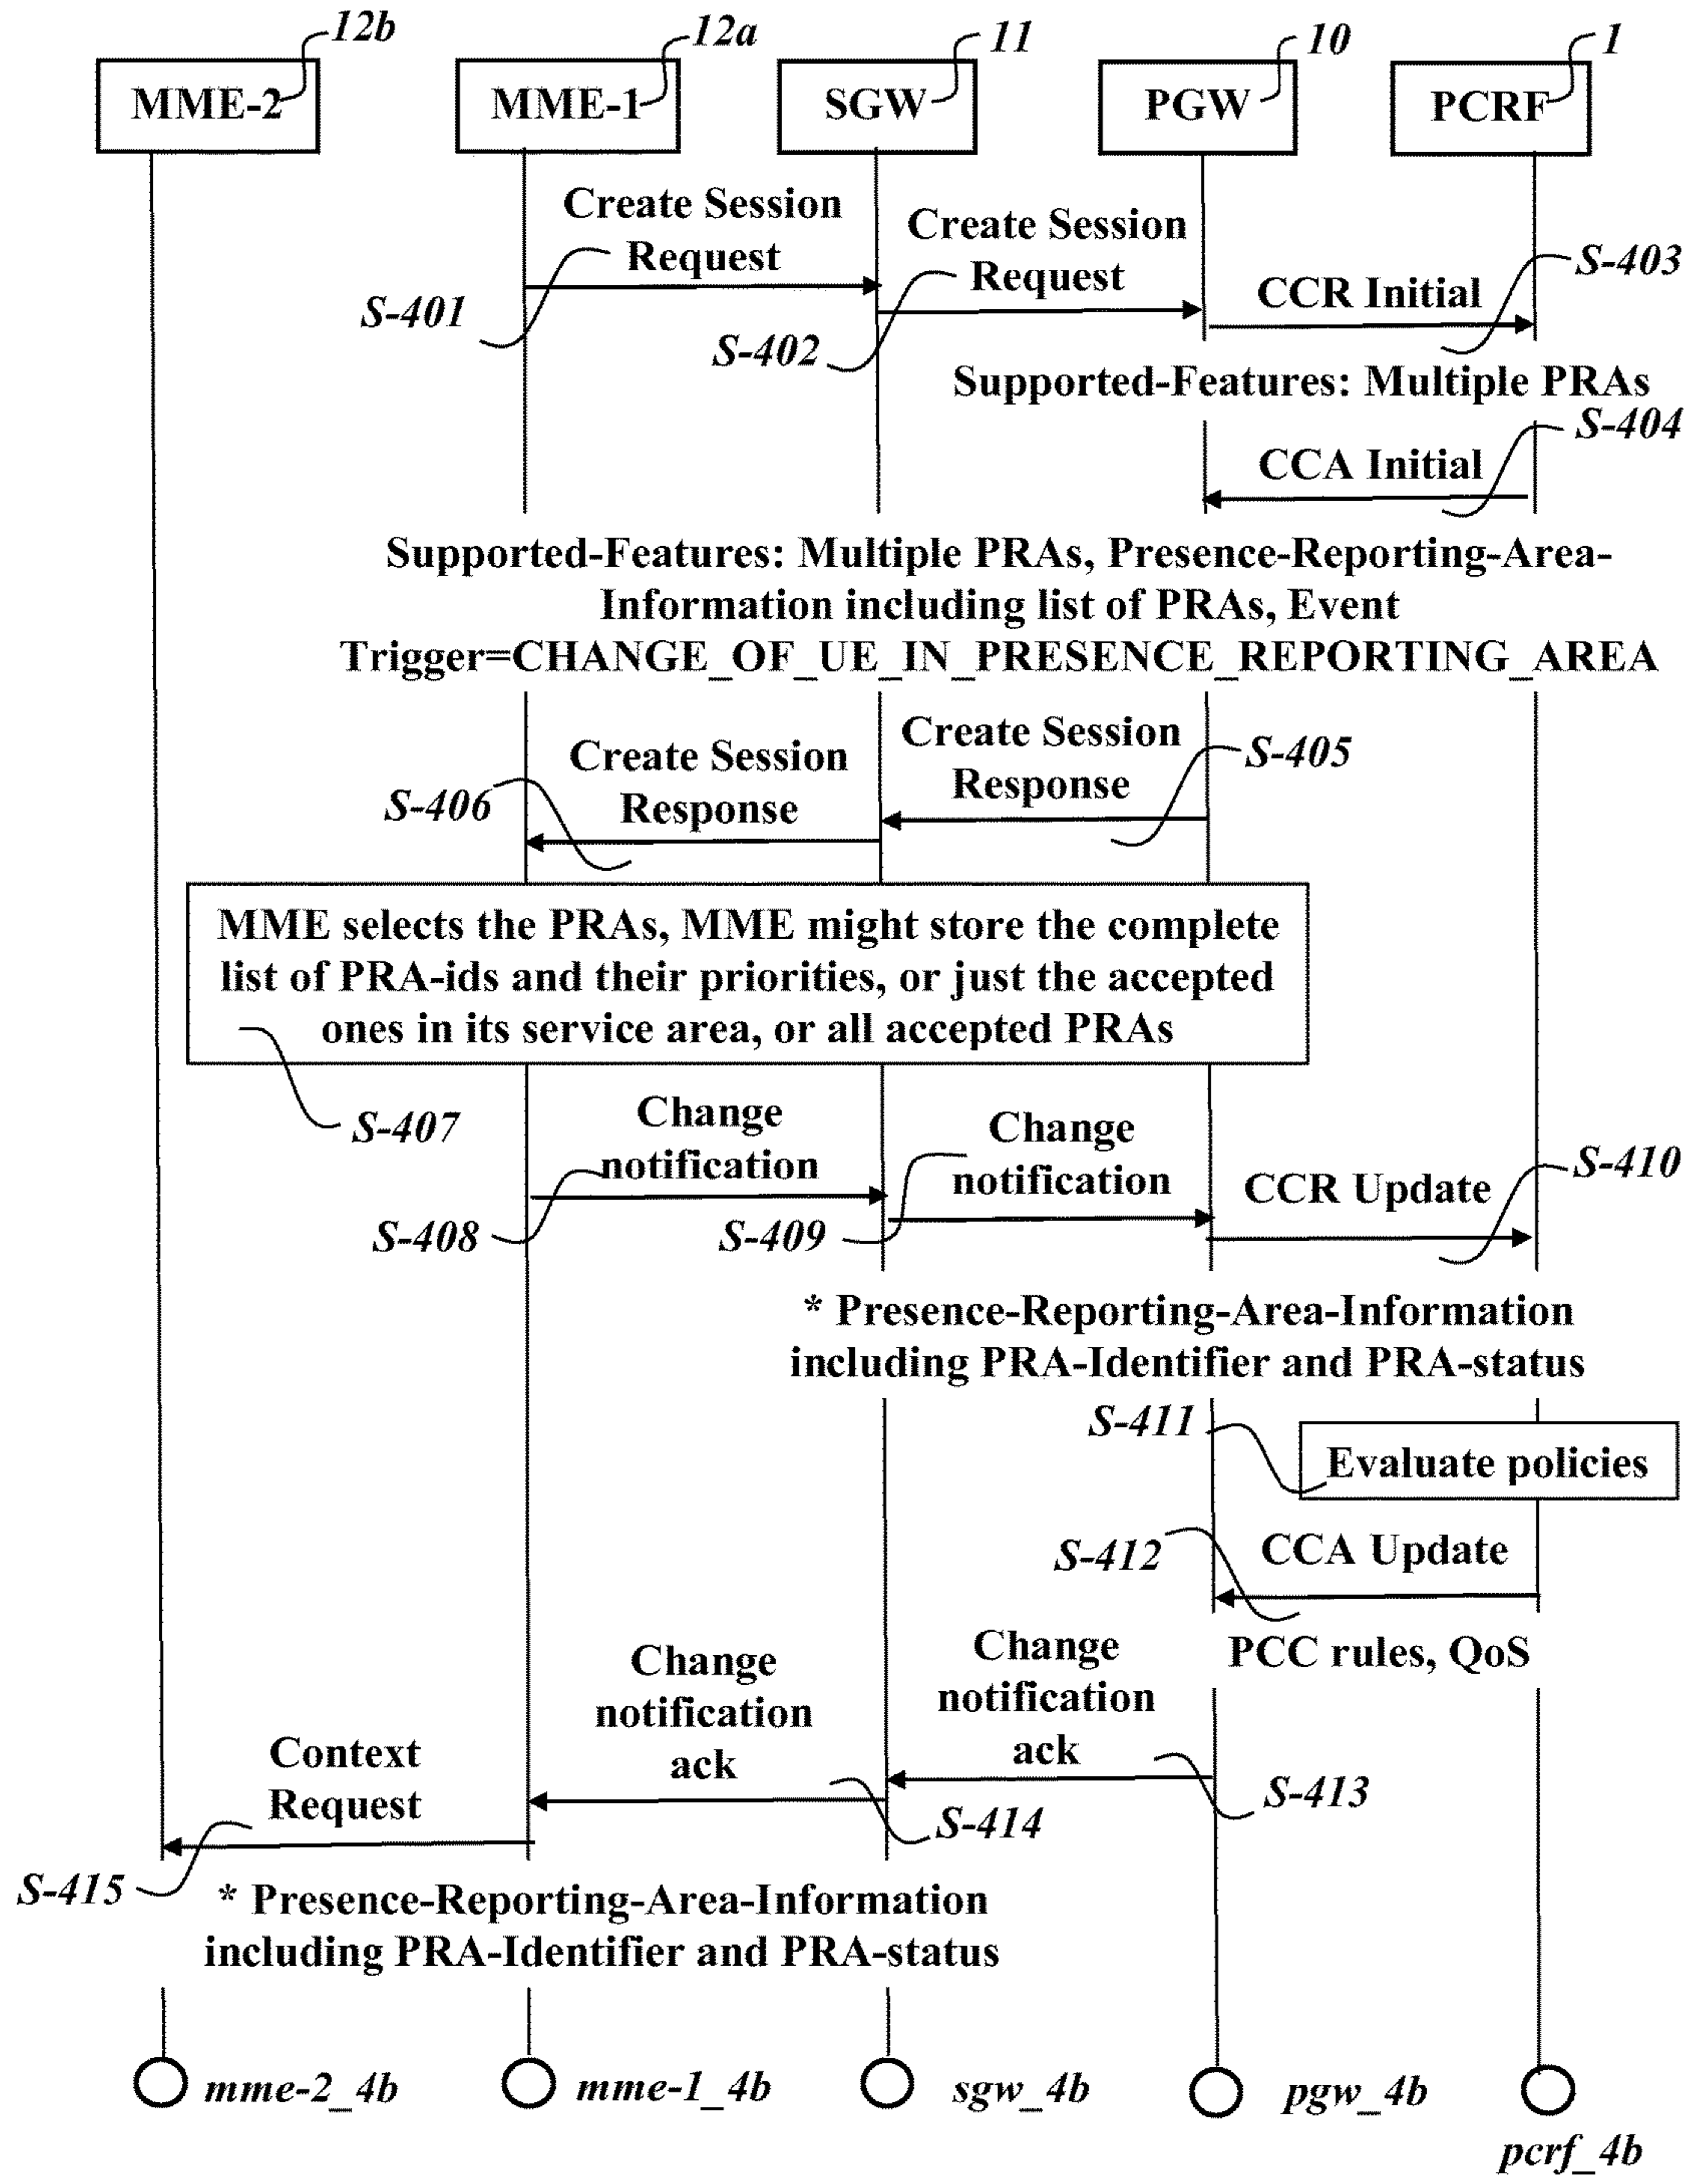 12b
12a
11
10
1
MME-2
MME-1
SGW
PGW
PCRF
Create Session
Request
S-401
Create Session
Request
S-402
CCR Initial
S-403
Supported-Features: Multiple PRAs
S-404
CCA Initial
Supported-Features: Multiple PRAs, Presence-Reporting-Area-
Information including list of PRAs, Event
Trigger=CHANGE_OF_UE_IN_PRESENCE_REPORTING_AREA
Create Session
Response
S-405
Create Session
Response
S-406
MME selects the PRAs, MME might store the complete
list of PRA-ids and their priorities, or just the accepted
ones in its service area, or all accepted PRAs
S-407
Change
notification
S-408
Change
notification
S-409
CCR Update
S-410
* Presence-Reporting-Area-Information
including PRA-Identifier and PRA-status
S-411
Evaluate policies
S-412
CCA Update
PCC rules, QoS
Change
notification
ack
S-413
Change
notification
ack
S-414
Context
Request
S-415
* Presence-Reporting-Area-Information
including PRA-Identifier and PRA-status
mme-2_4b
mme-1_4b
sgw_4b
pgw_4b
pcrf_4b